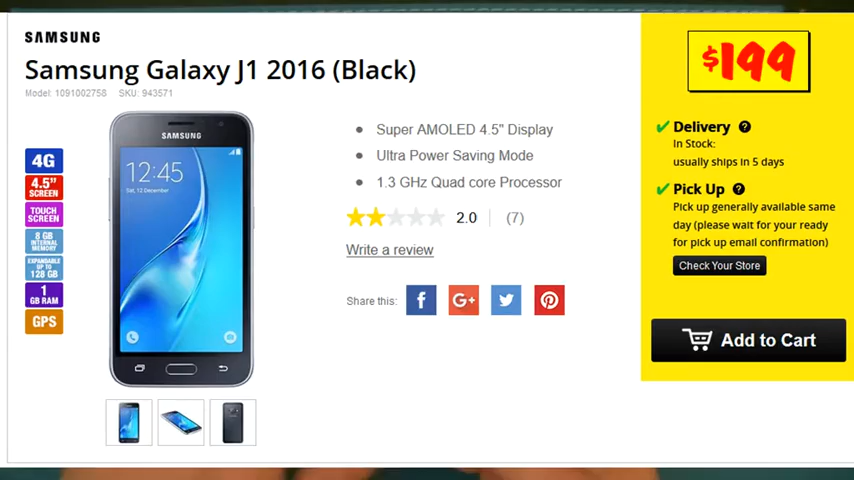 SAMSUNG
Samsung Galaxy J1 2016 (Black)
Model: 1091002758 SKU: 943571
4G
4.5"
SCREEN
TOUCH
SCREEN
8 GB
INTERNAL
MEMORY
EXPANDABLE
UP TO
128 GB
1
GB RAM
GPS
SAMSUNG
12:45
Sat, 12 December
Super AMOLED 4.5" Display
Ultra Power Saving Mode
1.3 GHz Quad core Processor
2.0 (7)
Write a review
Share this: f G+ 
$199
Delivery ?
In Stock:
usually ships in 5 days
Pick Up ?
Pick up generally available same
day (please wait for your ready
for pick up email confirmation)
Check Your Store
Add to Cart